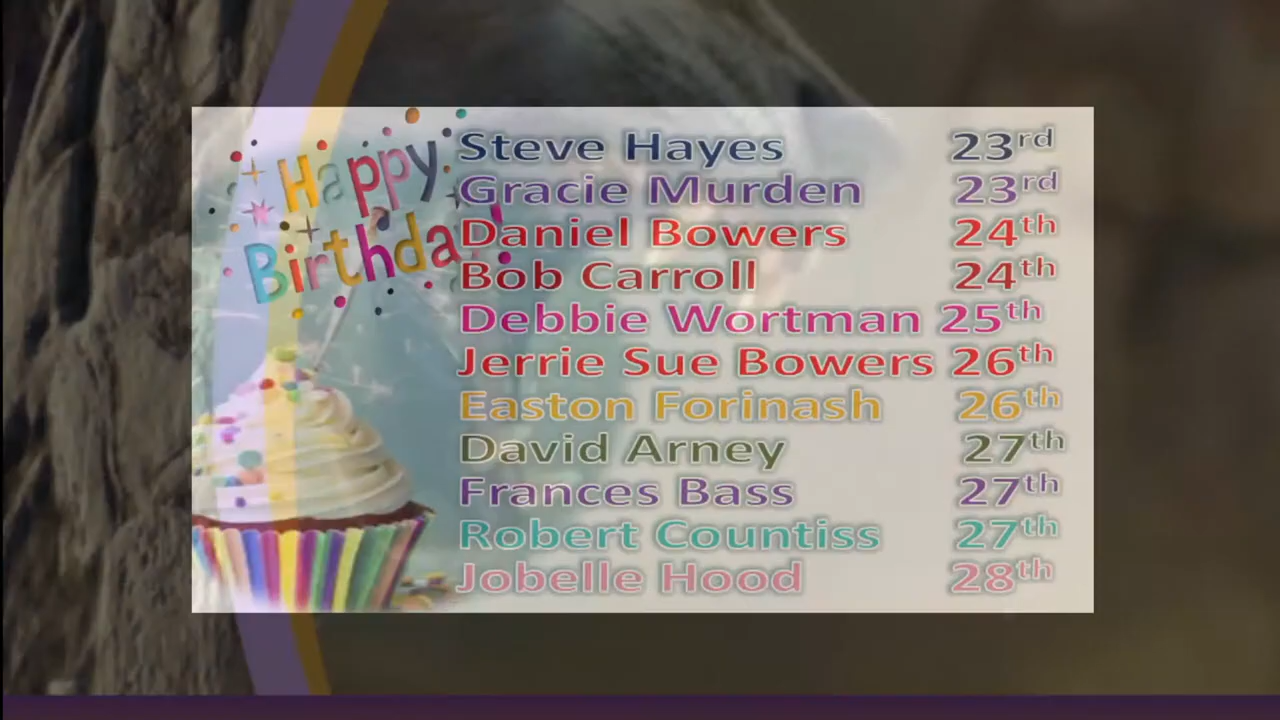 Happy
Birthday!
Steve Hayes 23rd
Gracie Murden 23rd
Daniel Bowers 24th
Bob Carroll 24th
Debbie Wortman 25th
Jerrie Sue Bowers 26th
Easton Forinash 26th
David Arney 27th
Frances Bass 27th
Robert Countiss 27th
Jobelle Hood 28th